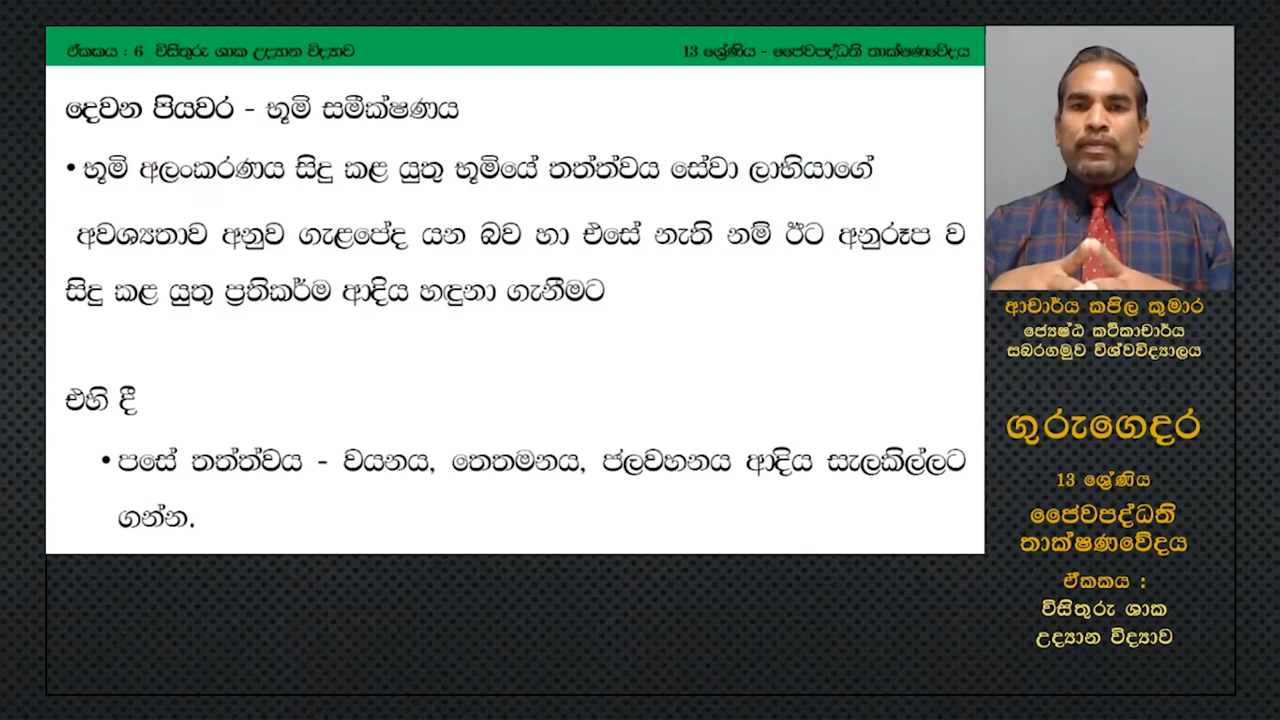 ඒකකය : 6 විසිතුරු ශාක උද්‍යාන විද්‍යාව
13 ශ්‍රේණිය - ජෛවපද්ධති තාක්ෂණවේදය
දෙවන පියවර - භූමි සමීක්ෂණය
• භූමි අලංකරණය සිදු කළ යුතු භූමියේ තත්ත්වය සේවා ලාභියාගේ
අවශ්‍යතාව අනුව ගැළපේද යන බව හා එසේ නැති නම් ඊට අනුරූප ව
සිදු කළ යුතු ප්‍රතිකර්ම ආදිය හඳුනා ගැනීමට
එහි දී
• පසේ තත්ත්වය - වයනය, තෙතමනය, ජලවහනය ආදිය සැලකිල්ලට
ගන්න.
ආචාර්ය කපිල කුමාර
ජ්‍යෙෂ්ඨ කථිකාචාර්ය
සබරගමුව විශ්වවිද්‍යාලය
ගුරුගෙදර
13 ශ්‍රේණිය
ජෛවපද්ධති
තාක්ෂණවේදය
ඒකකය :
විසිතුරු ශාක
උද්‍යාන විද්‍යාව